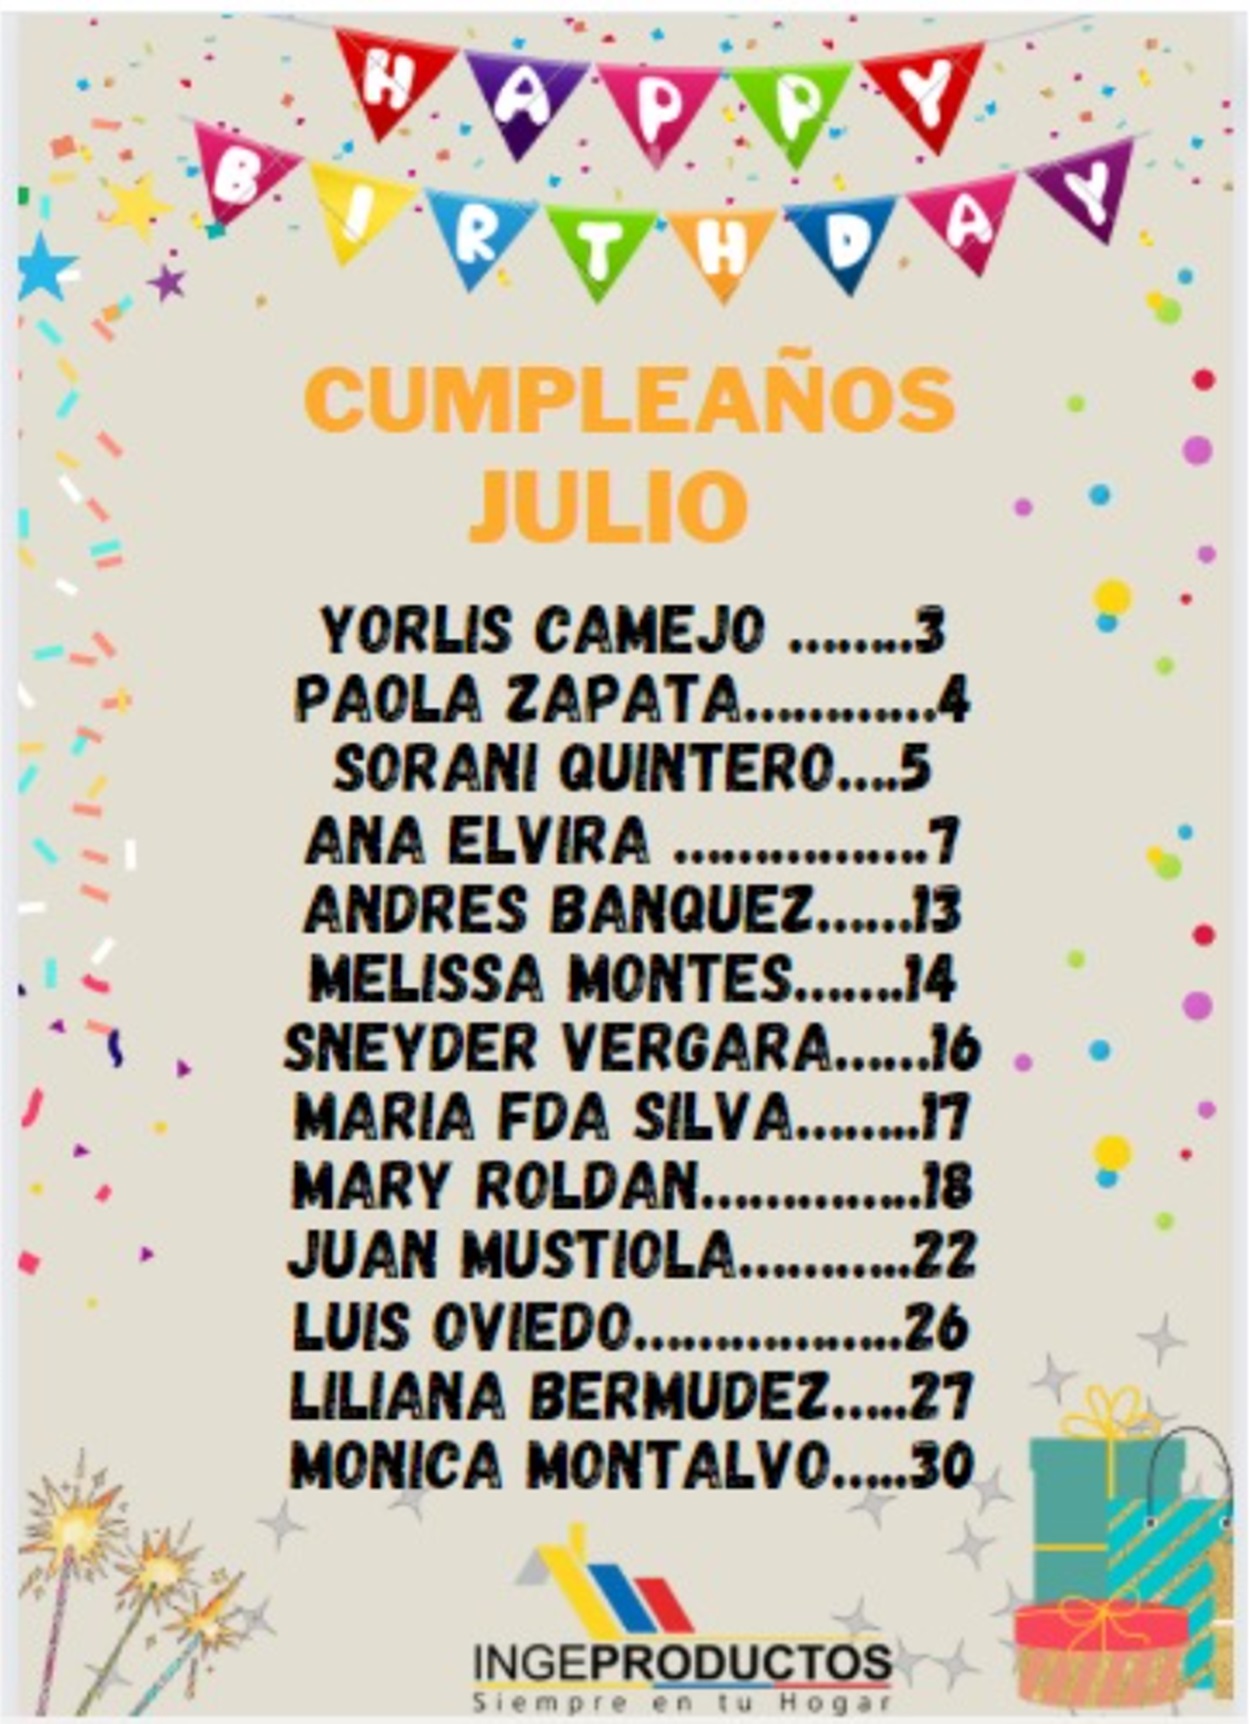 HAPPY
BIRTHDAY
CUMPLEAÑOS
JULIO
YORLIS CAMEJO ........3
PAOLA ZAPATA............4
SORANI QUINTERO....5
ANA ELVIRA ................7
ANDRES BANQUEZ......13
MELISSA MONTES.......14
SNEYDER VERGARA......16
MARIA FDA SILVA........17
MARY ROLDAN..............18
JUAN MUSTIOLA...........22
LUIS OVIEDO.................26
LILIANA BERMUDEZ.....27
MONICA MONTALVO.....30
INGEPRODUCTOS
Siempre en tu Hogar